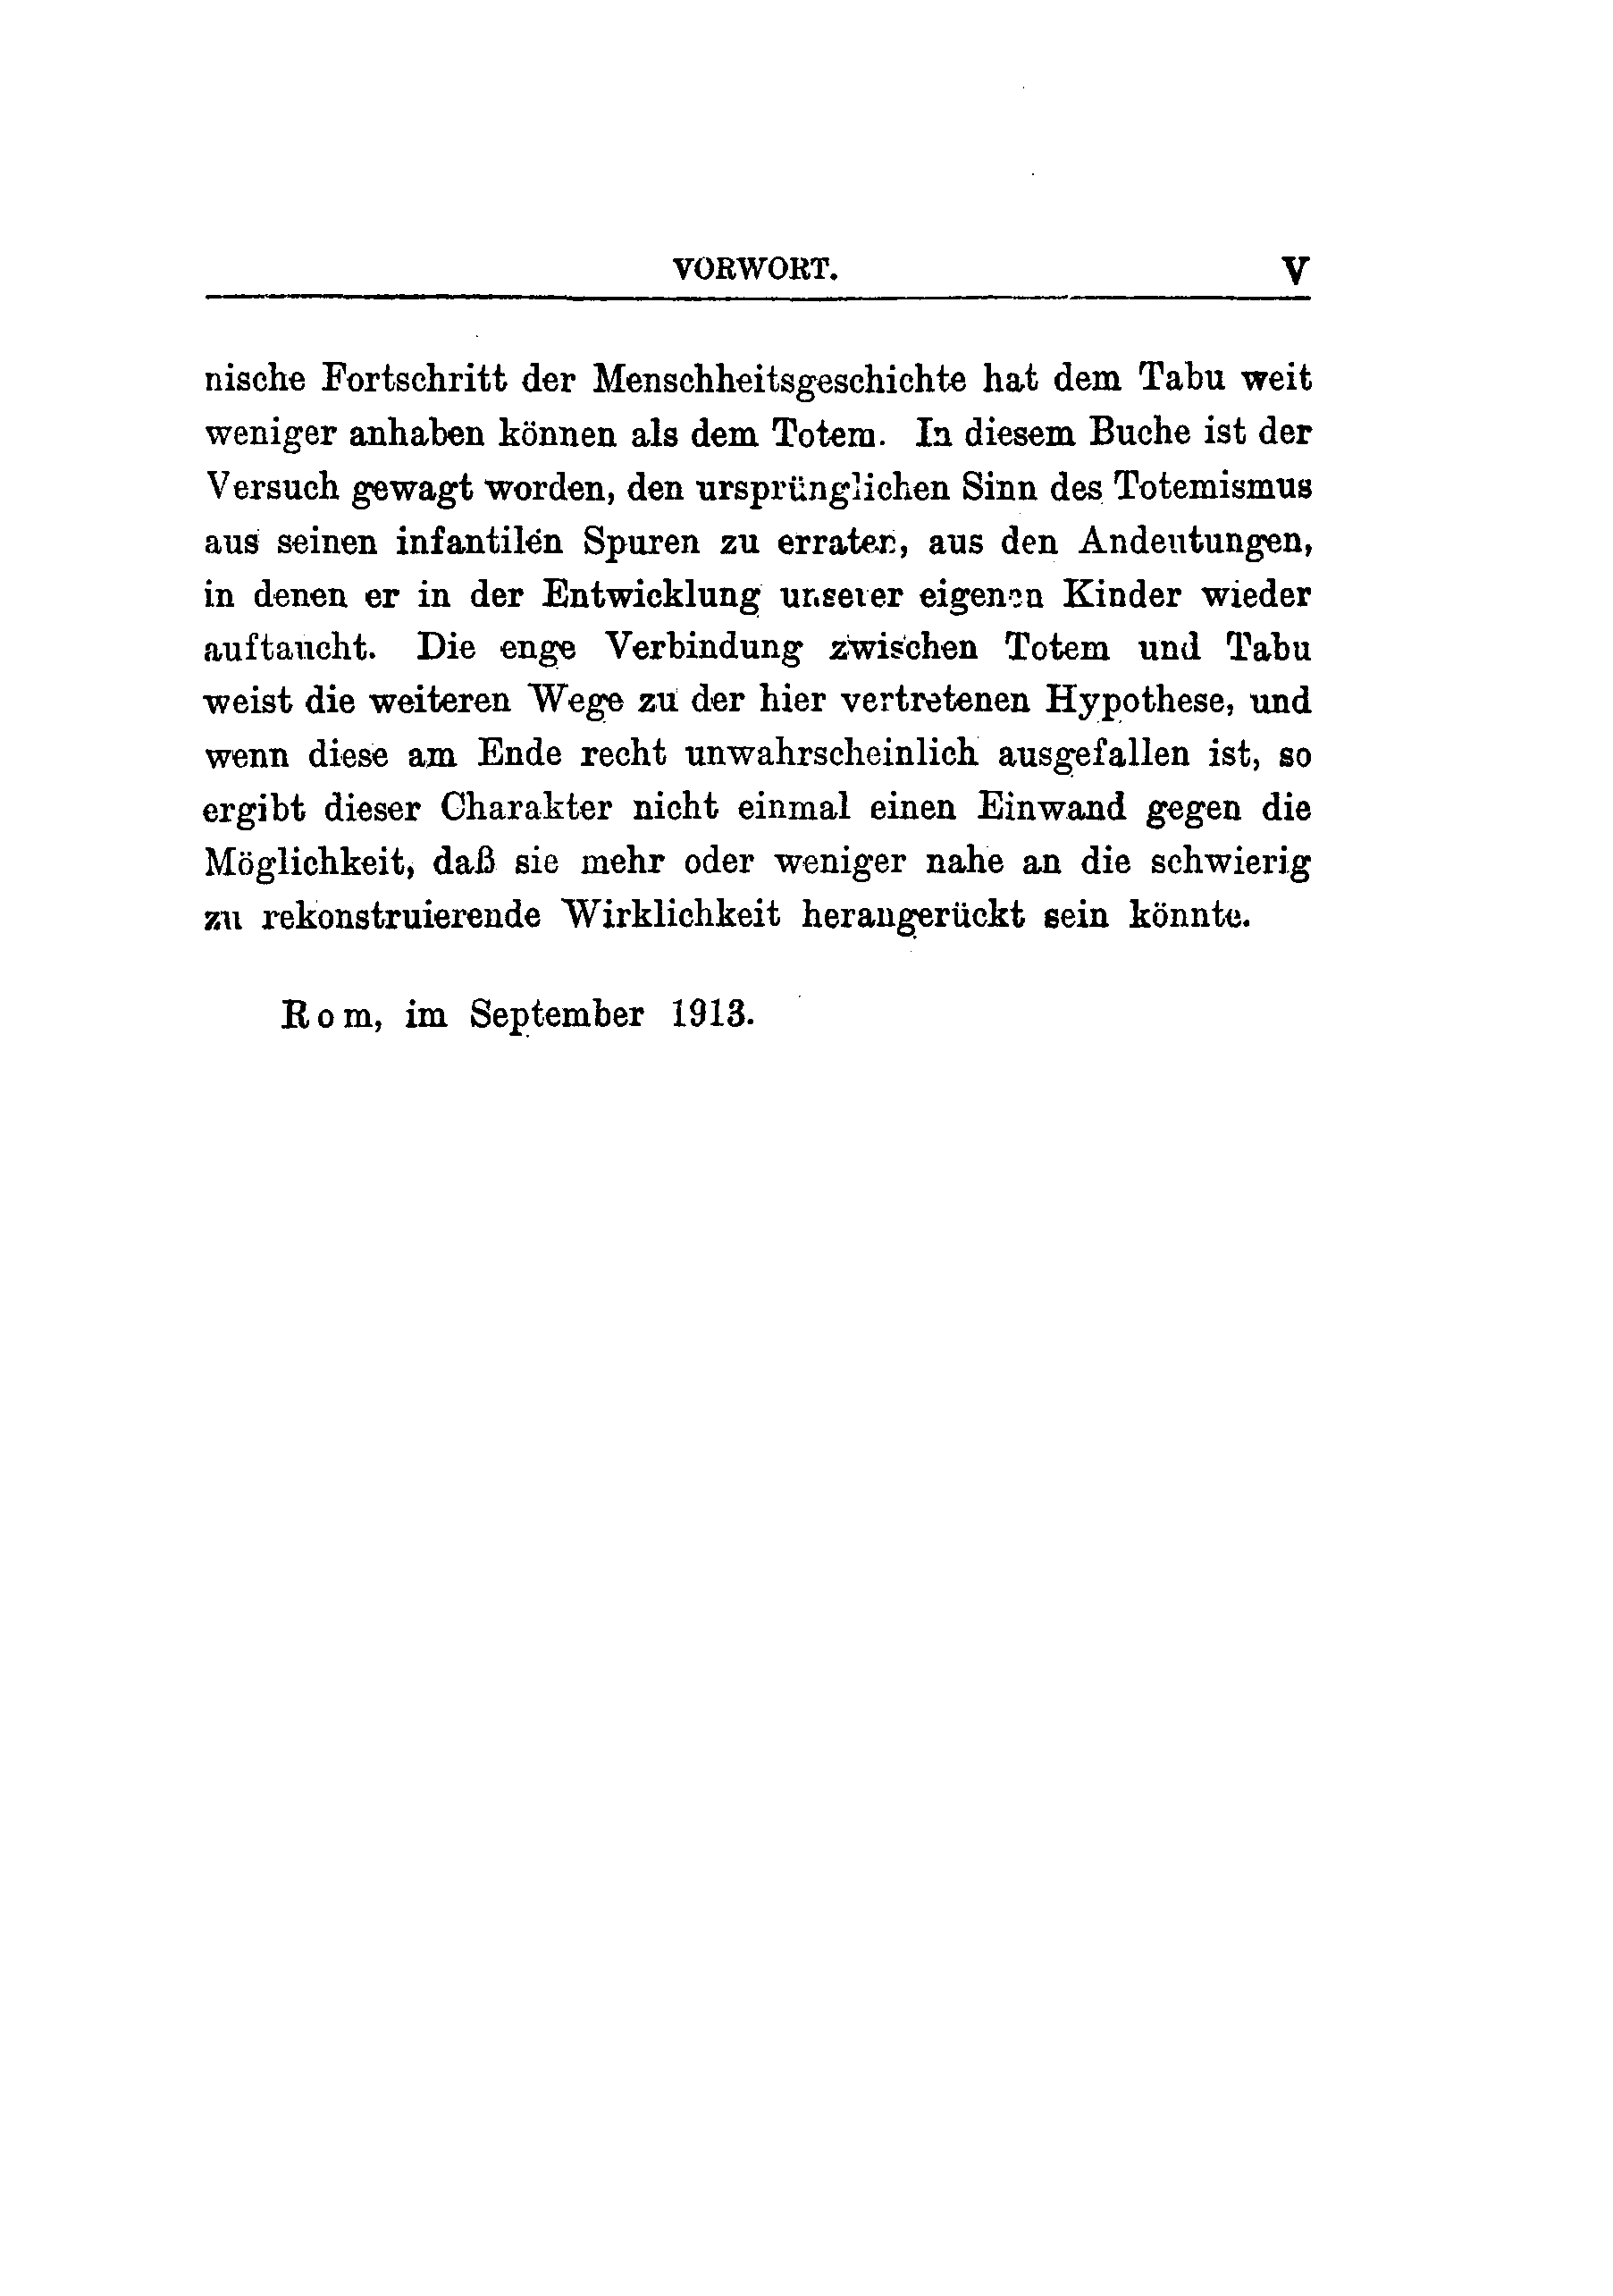 VORWORT. V
nische Fortschritt der Menschheitsgeschichte hat dem Tabu weit
weniger anhaben können als dem Totem. In diesem Buche ist der
Versuch gewagt worden, den ursprünglichen Sinn des Totemismus
aus seinen infantilen Spuren zu erraten, aus den Andeutungen,
in denen er in der Entwicklung unserer eigenen Kinder wieder
auftaucht. Die enge Verbindung zwischen Totem und Tabu
weist die weiteren Wege zu der hier vertretenen Hypothese, und
wenn diese am Ende recht unwahrscheinlich ausgefallen ist, so
ergibt dieser Charakter nicht einmal einen Einwand gegen die
Möglichkeit, daß sie mehr oder weniger nahe an die schwierig
zu rekonstruierende Wirklichkeit herangerückt sein könnte.
Rom, im September 1913.